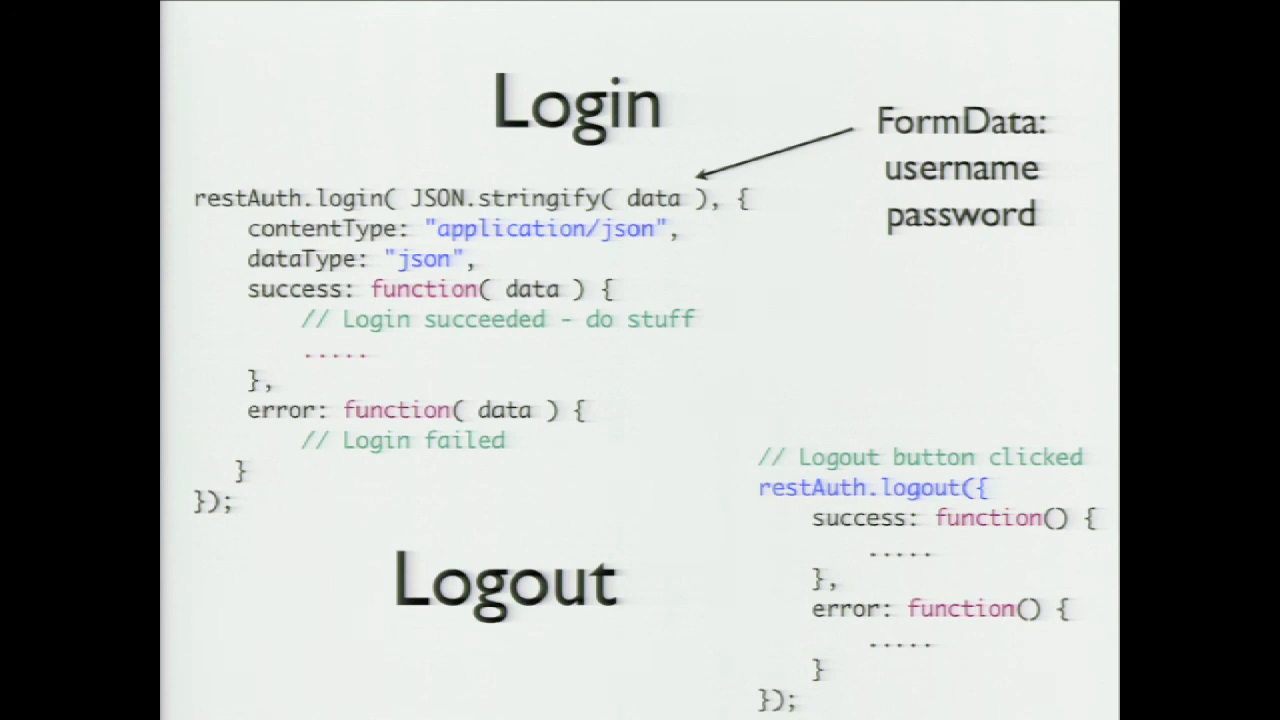 Login
FormData:
username
password
restAuth.login( JSON.stringify( data ), {
contentType: "application/json",
dataType: "json",
success: function( data ) {
// Login succeeded - do stuff
.....
},
error: function( data ) {
// Login failed
}
});
Logout
// Logout button clicked
restAuth.logout({
success: function() {
.....
},
error: function() {
.....
}
});